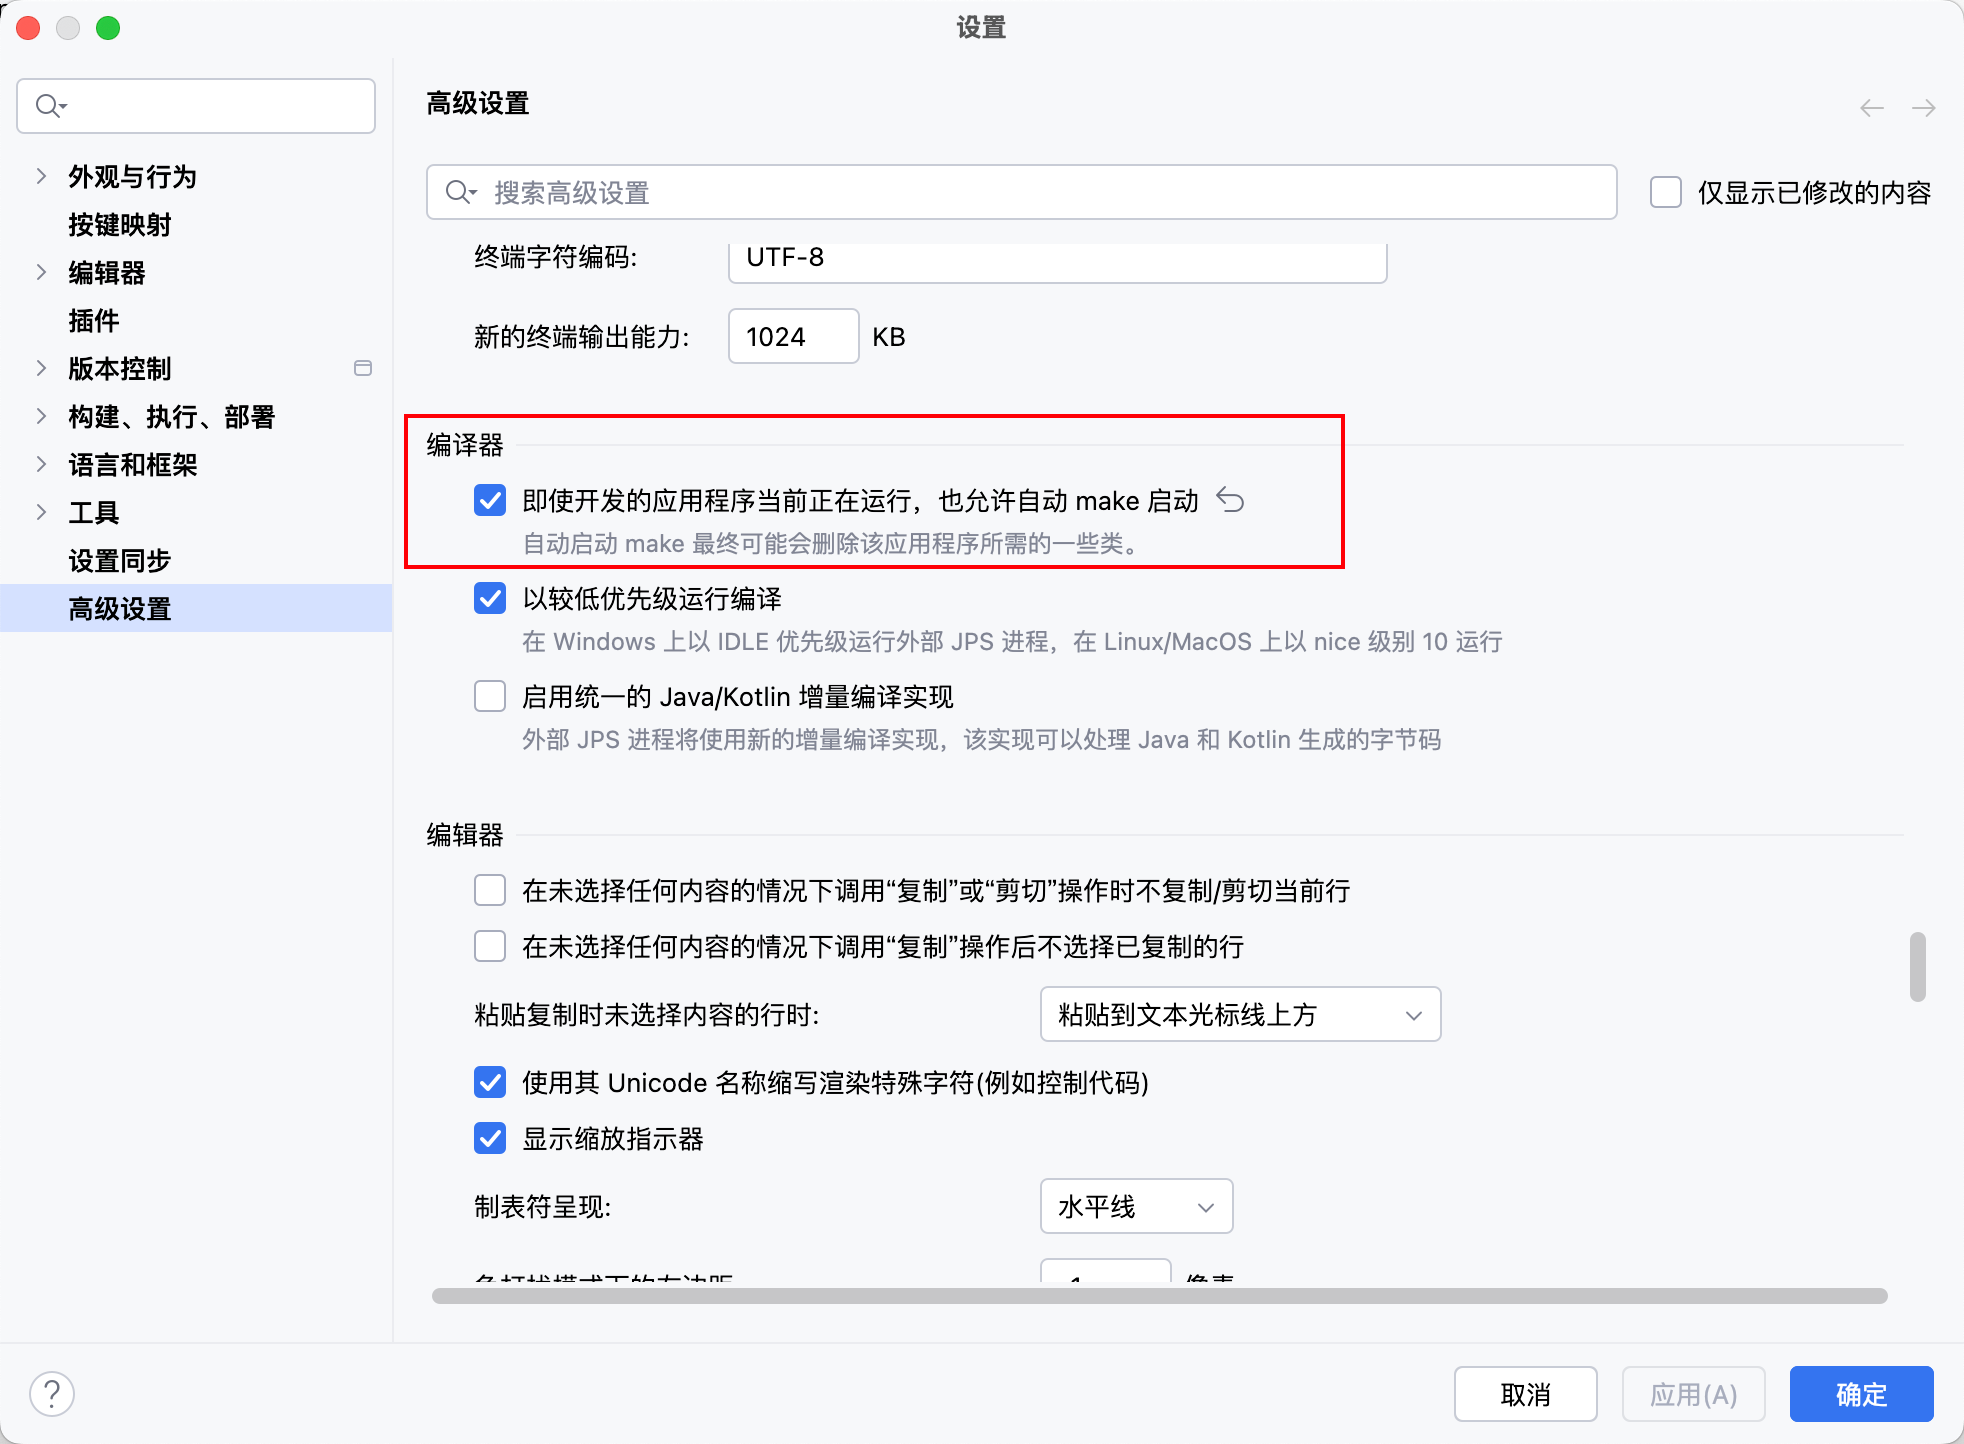 设置
外观与行为
按键映射
编辑器
插件
版本控制
构建、执行、部署
语言和框架
工具
设置同步
高级设置
高级设置
搜索高级设置
仅显示已修改的内容
终端字符编码: UTF-8
新的终端输出能力: 1024 KB
编译器
即使开发的应用程序当前正在运行，也允许自动 make 启动
自动启动 make 最终可能会删除该应用程序所需的一些类。
以较低优先级运行编译
在 Windows 上以 IDLE 优先级运行外部 JPS 进程，在 Linux/MacOS 上以 nice 级别 10 运行
启用统一的 Java/Kotlin 增量编译实现
外部 JPS 进程将使用新的增量编译实现，该实现可以处理 Java 和 Kotlin 生成的字节码
编辑器
在未选择任何内容的情况下调用“复制”或“剪切”操作时不复制/剪切当前行
在未选择任何内容的情况下调用“复制”操作后不选择已复制的行
粘贴复制时未选择内容的行时: 粘贴到文本光标线上方
使用其 Unicode 名称缩写渲染特殊字符(例如控制代码)
显示缩放指示器
制表符呈现: 水平线
?
取消
应用(A)
确定